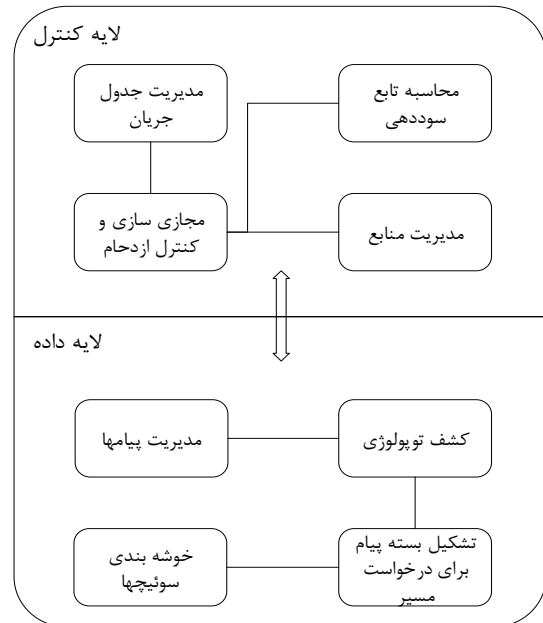 لایه کنترل
محاسبه تابع
سوددهی
مدیریت جدول
جریان
مدیریت منابع
مجازی سازی و
کنترل ازدحام
لایه داده
کشف توپولوژی
مدیریت پیامها
تشکیل بسته پیام
برای درخواست
مسیر
خوشه بندی
سوئیچها